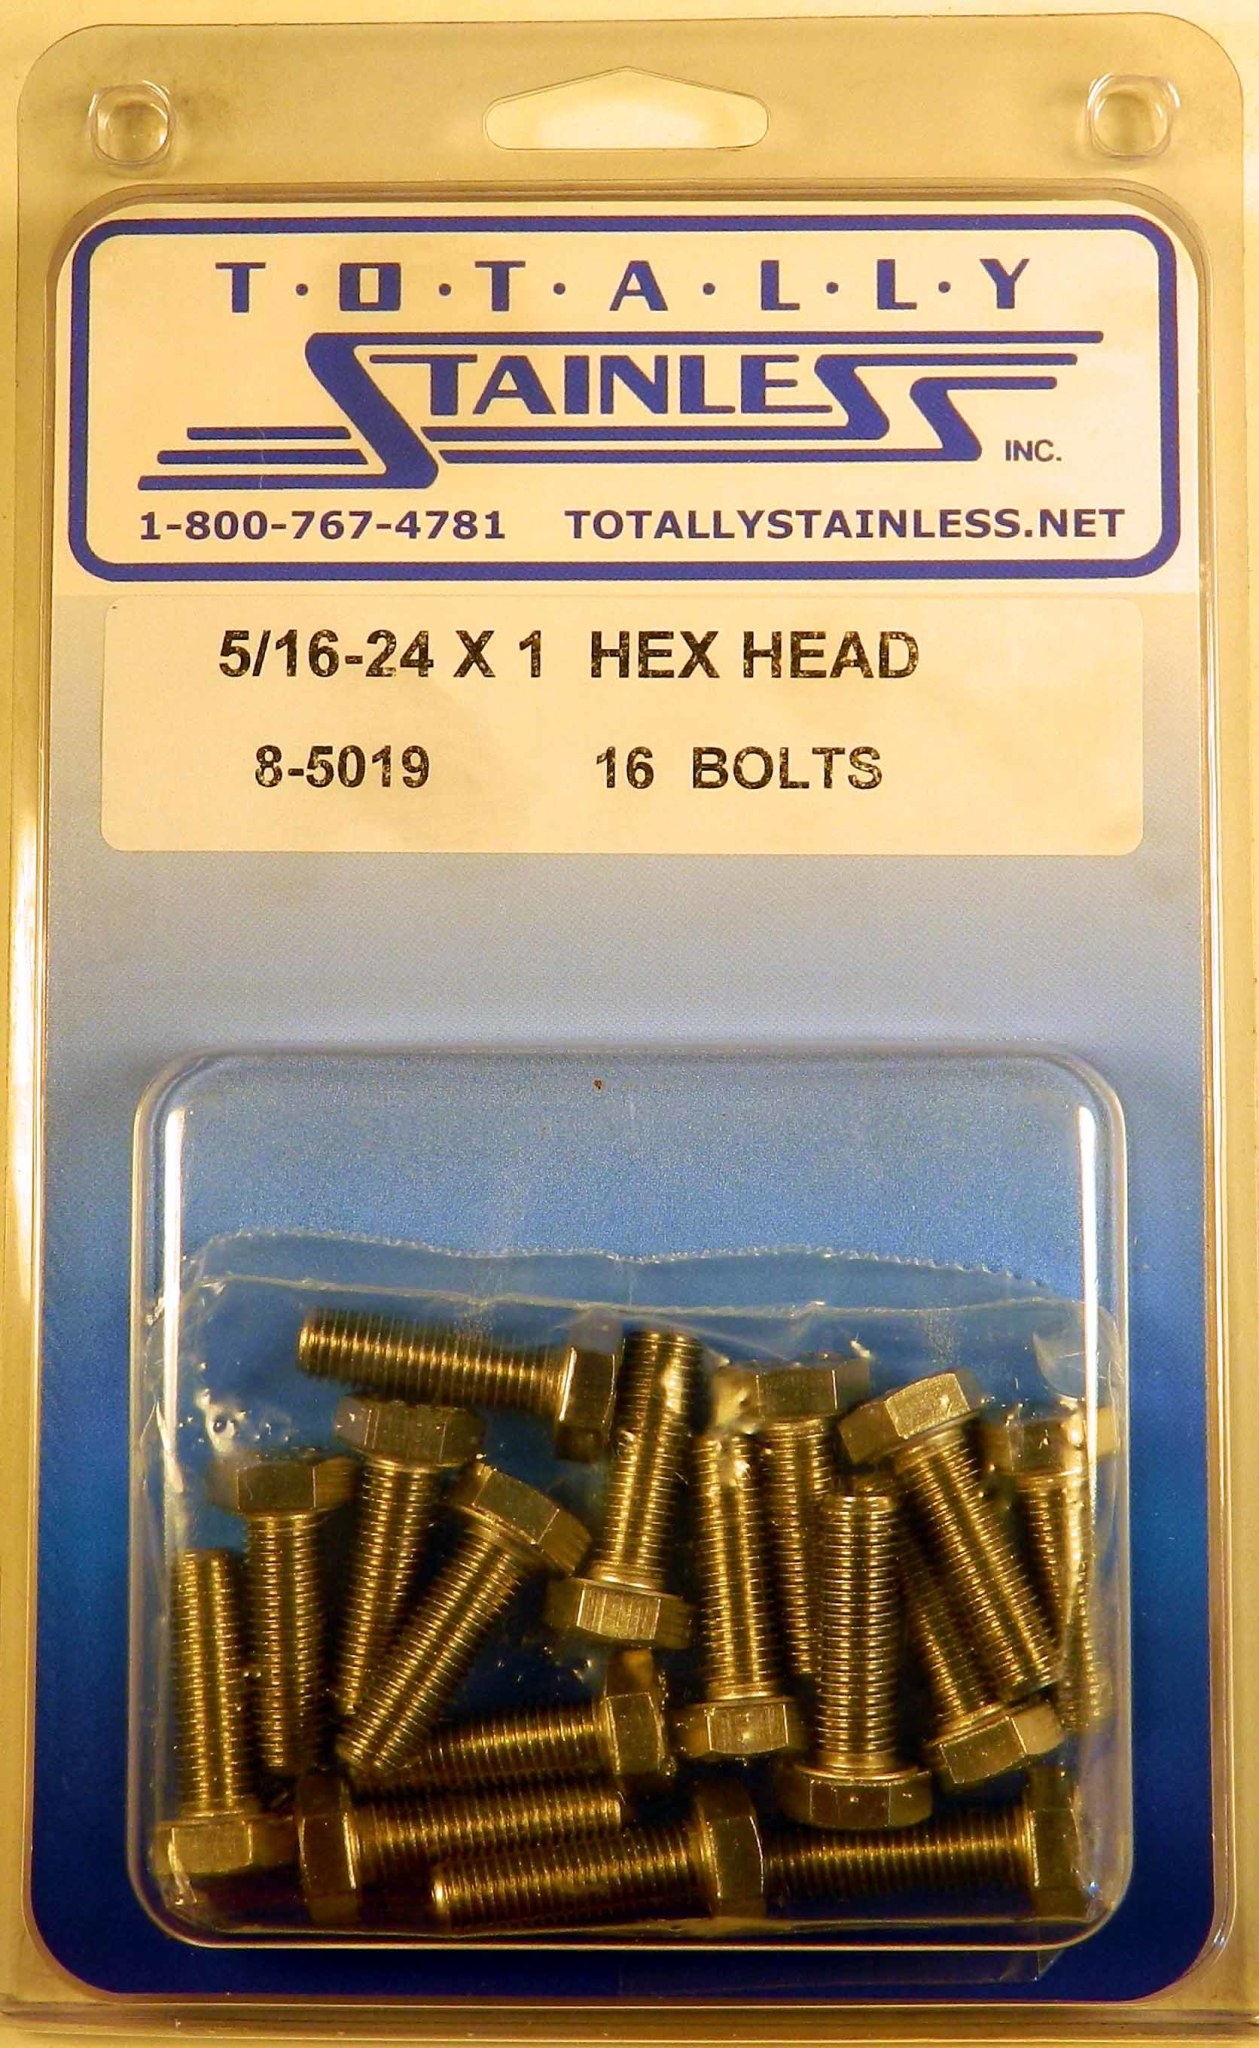 T·O·T·A·L·L·Y
STAINLESS INC.
1-800-767-4781 TOTALLYSTAINLESS.NET
5/16-24 X 1 HEX HEAD
8-5019 16 BOLTS